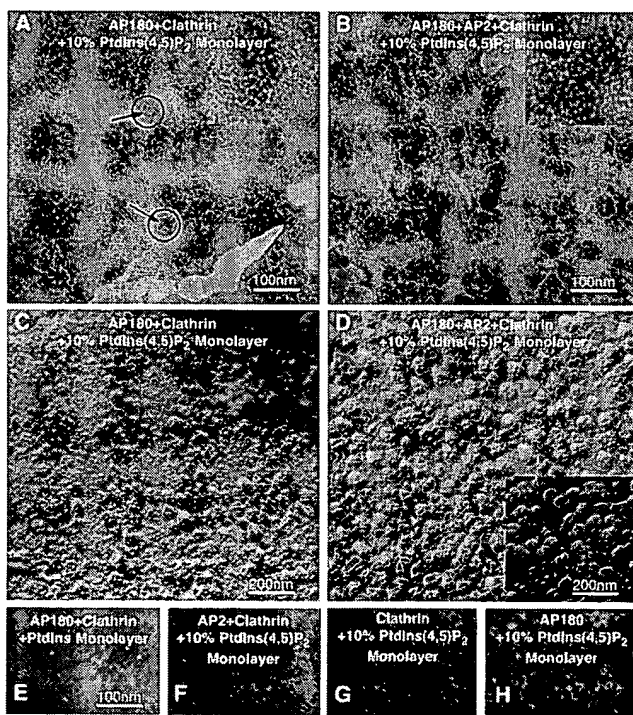 A
AP180+Clathrin
+10% PtdIns(4,5)P2 Monolayer
100nm
B
AP180+AP2+Clathrin
+10% PtdIns(4,5)P2 Monolayer
100nm
C
AP180+Clathrin
+10% PtdIns(4,5)P2 Monolayer
200nm
D
AP180+AP2+Clathrin
+10% PtdIns(4,5)P2 Monolayer
200nm
E
AP180+Clathrin
+PtdIns Monolayer
100nm
F
AP2+Clathrin
+10% PtdIns(4,5)P2
Monolayer
G
Clathrin
+10% PtdIns(4,5)P2
Monolayer
H
AP180
+10% PtdIns(4,5)P2
Monolayer